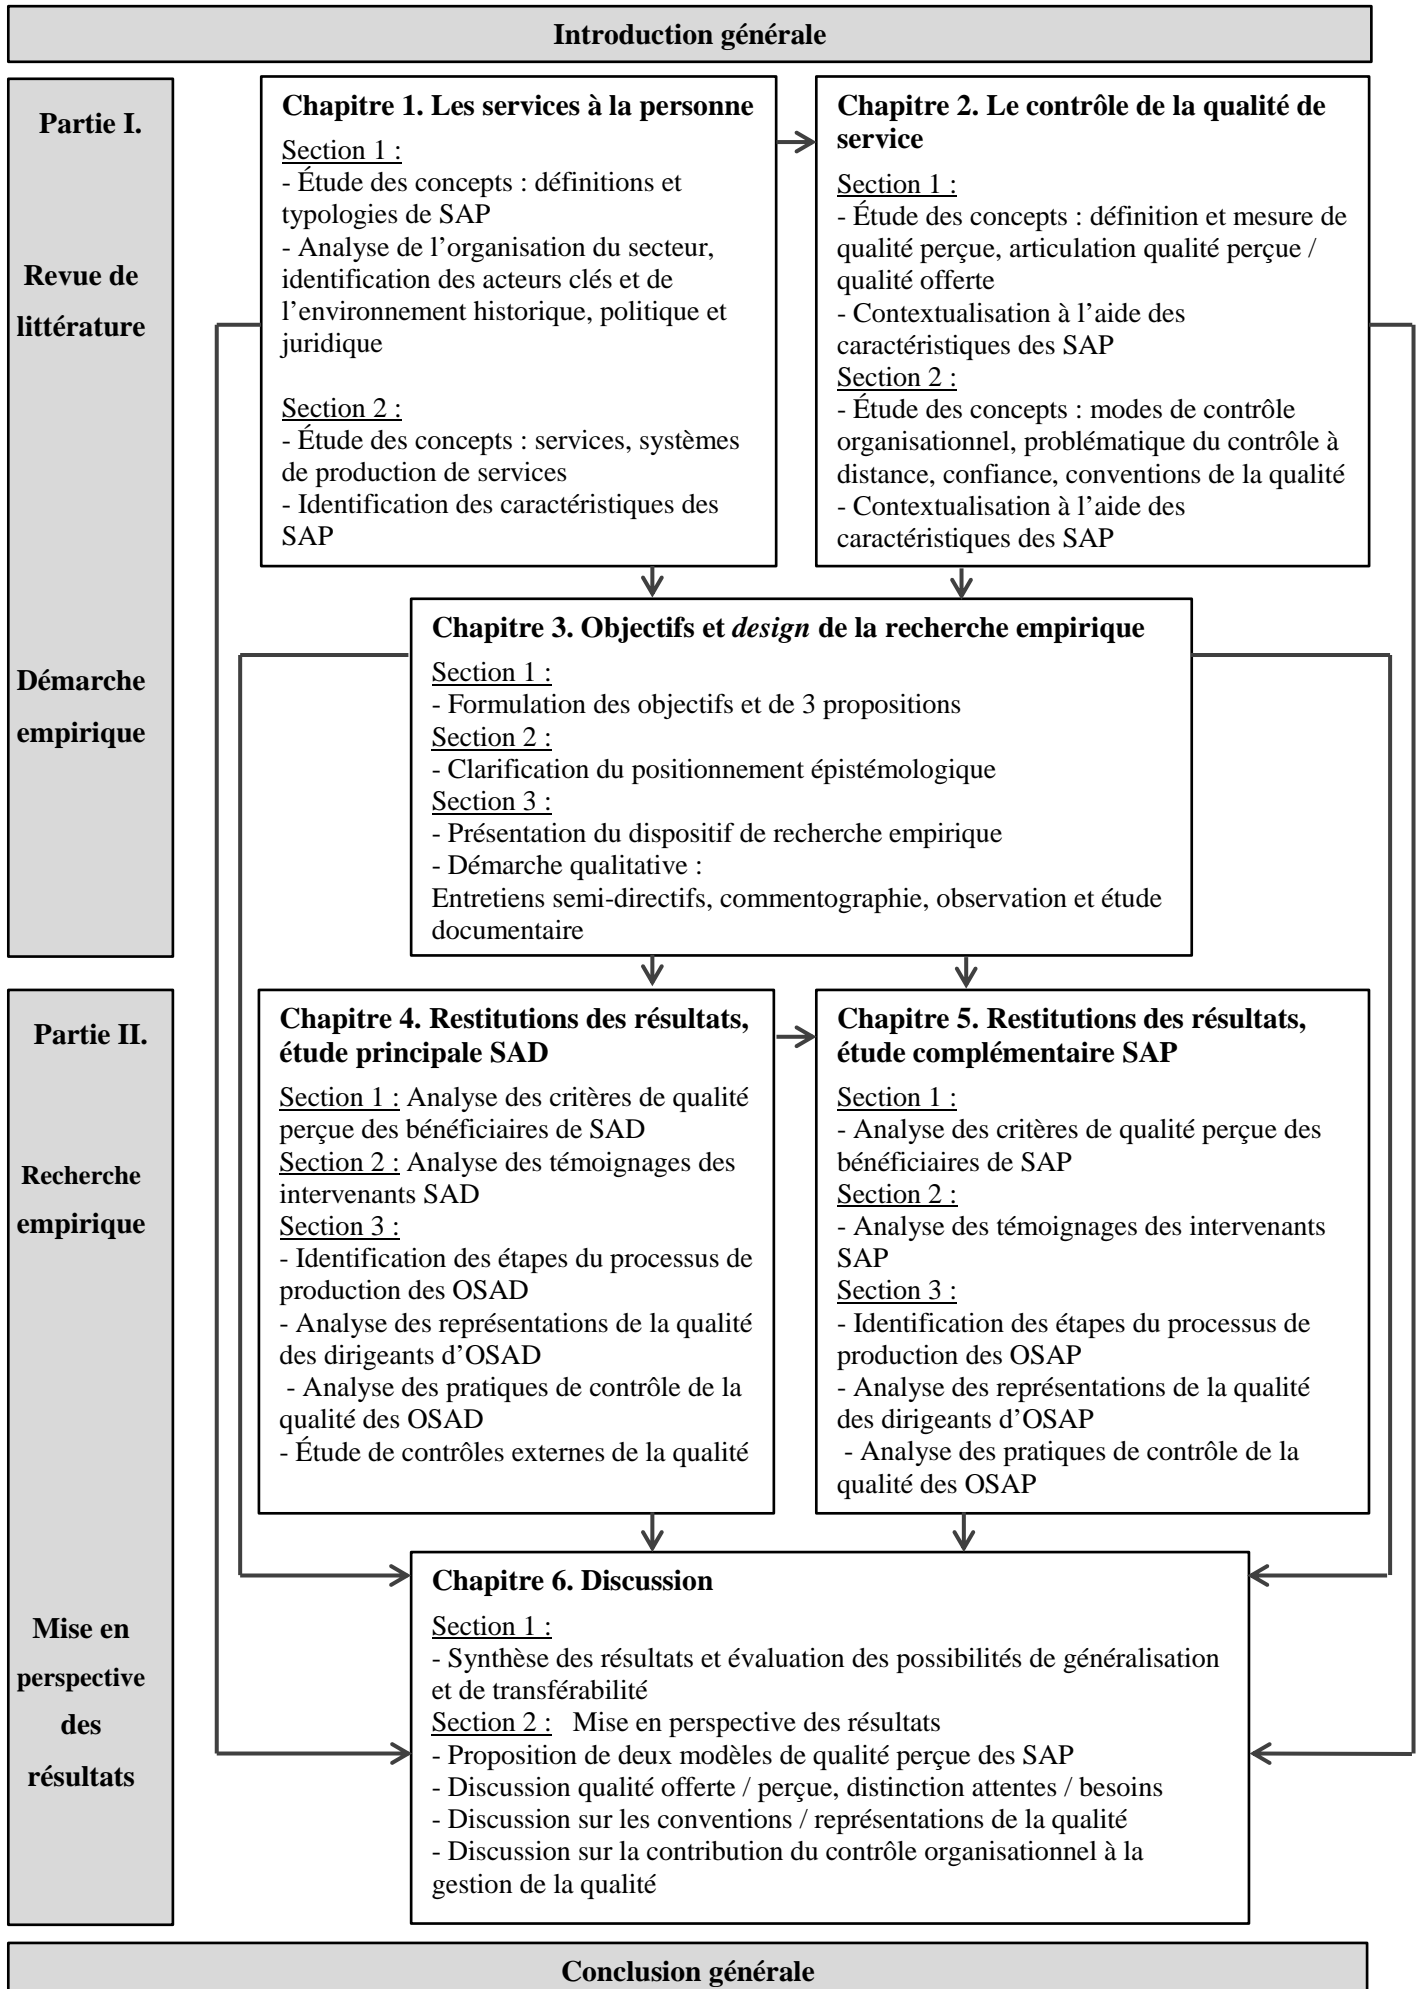 Introduction générale
Partie I.
Revue de
littérature
Démarche
empirique
Chapitre 1. Les services à la personne
Section 1 :
- Étude des concepts : définitions et
typologies de SAP
- Analyse de l’organisation du secteur,
identification des acteurs clés et de
l’environnement historique, politique et
juridique
Section 2 :
- Étude des concepts : services, systèmes
de production de services
- Identification des caractéristiques des
SAP
Chapitre 2. Le contrôle de la qualité de
service
Section 1 :
- Étude des concepts : définition et mesure de
qualité perçue, articulation qualité perçue /
qualité offerte
- Contextualisation à l’aide des
caractéristiques des SAP
Section 2 :
- Étude des concepts : modes de contrôle
organisationnel, problématique du contrôle à
distance, confiance, conventions de la qualité
- Contextualisation à l’aide des
caractéristiques des SAP
Chapitre 3. Objectifs et design de la recherche empirique
Section 1 :
- Formulation des objectifs et de 3 propositions
Section 2 :
- Clarification du positionnement épistémologique
Section 3 :
- Présentation du dispositif de recherche empirique
- Démarche qualitative :
Entretiens semi-directifs, commentographie, observation et étude
documentaire
Partie II.
Recherche
empirique
Mise en
perspective
des
résultats
Chapitre 4. Restitutions des résultats,
étude principale SAD
Section 1 : Analyse des critères de qualité
perçue des bénéficiaires de SAD
Section 2 : Analyse des témoignages des
intervenants SAD
Section 3 :
- Identification des étapes du processus de
production des OSAD
- Analyse des représentations de la qualité
des dirigeants d’OSAD
- Analyse des pratiques de contrôle de la
qualité des OSAD
- Étude de contrôles externes de la qualité
Chapitre 5. Restitutions des résultats,
étude complémentaire SAP
Section 1 :
- Analyse des critères de qualité perçue des
bénéficiaires de SAP
Section 2 :
- Analyse des témoignages des intervenants
SAP
Section 3 :
- Identification des étapes du processus de
production des OSAP
- Analyse des représentations de la qualité
des dirigeants d’OSAP
- Analyse des pratiques de contrôle de la
qualité des OSAP
Chapitre 6. Discussion
Section 1 :
- Synthèse des résultats et évaluation des possibilités de généralisation
et de transférabilité
Section 2 : Mise en perspective des résultats
- Proposition de deux modèles de qualité perçue des SAP
- Discussion qualité offerte / perçue, distinction attentes / besoins
- Discussion sur les conventions / représentations de la qualité
- Discussion sur la contribution du contrôle organisationnel à la
gestion de la qualité
Conclusion générale